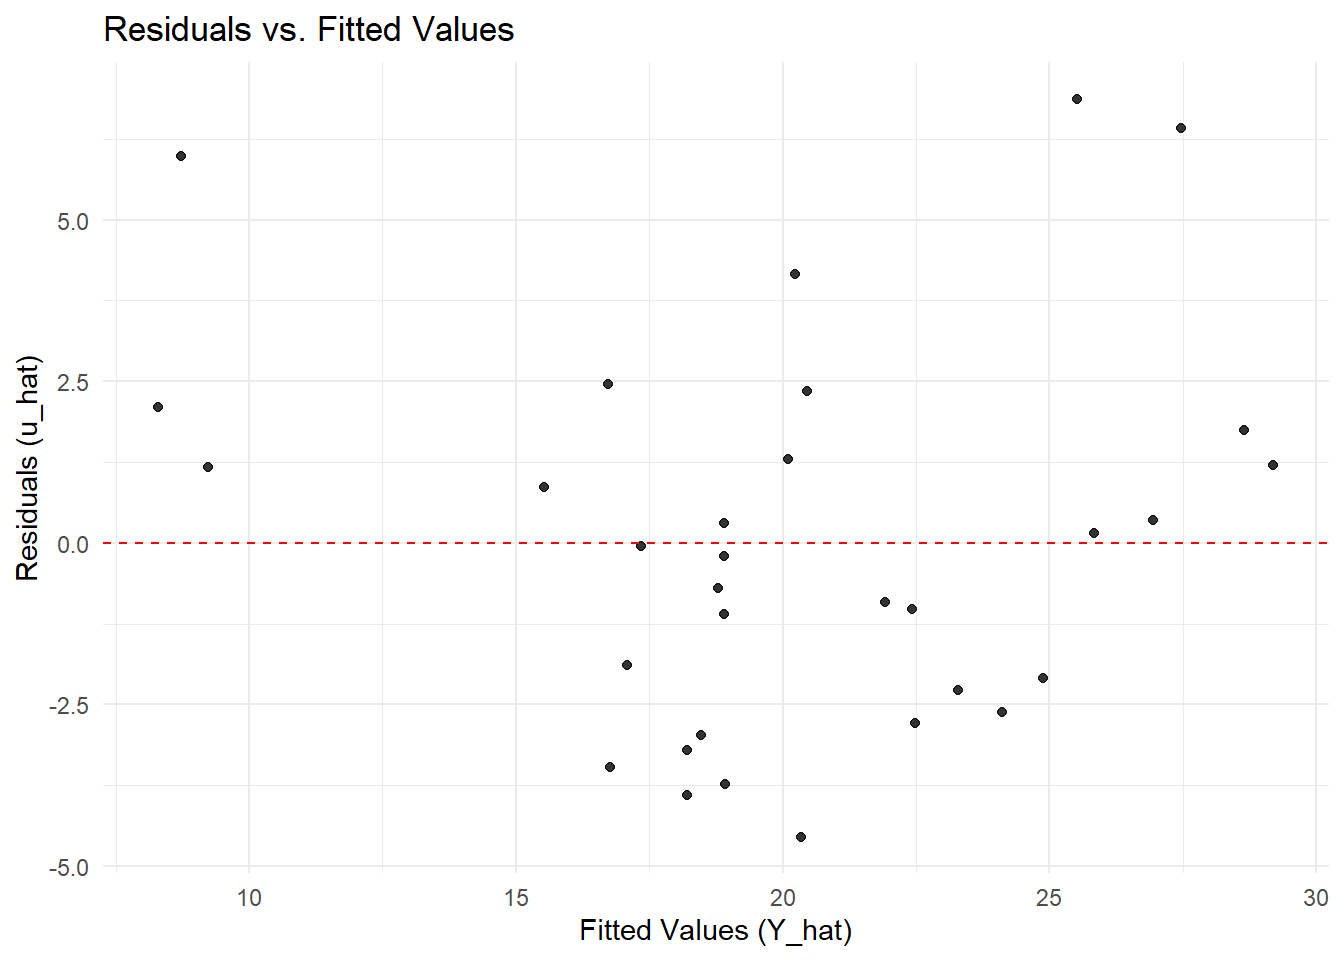 Residuals vs. Fitted Values
Residuals (u_hat)
5.0
2.5
0.0
-2.5
-5.0
10 15 20 25 30
Fitted Values (Y_hat)